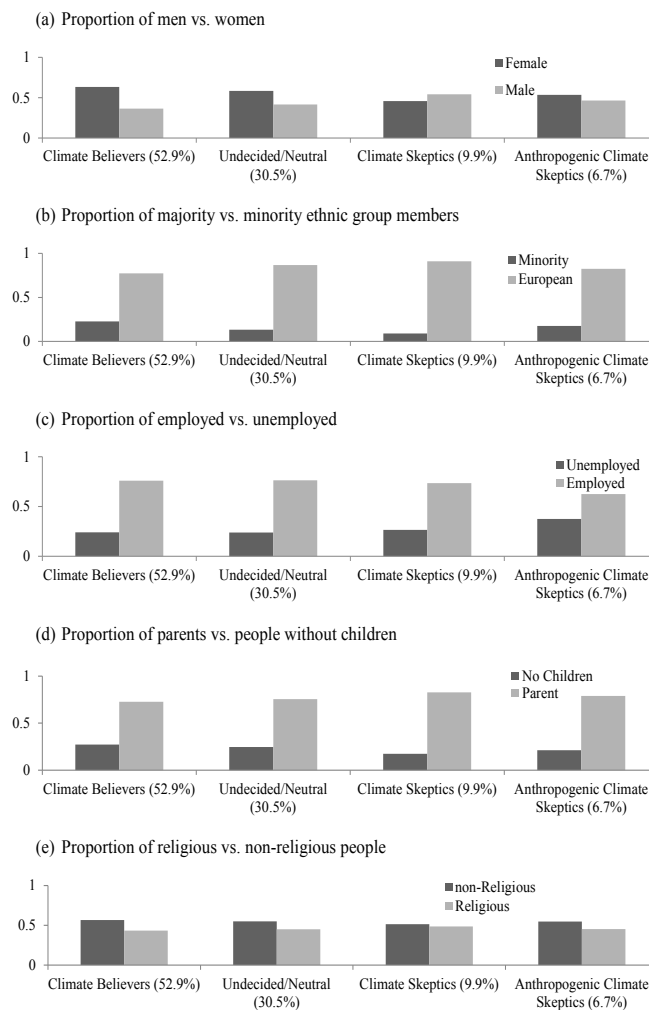 (a) Proportion of men vs. women
1
0.5
0
Female
Male
Climate Believers (52.9%)
Undecided/Neutral
(30.5%)
Climate Skeptics (9.9%)
Anthropogenic Climate
Skeptics (6.7%)
(b) Proportion of majority vs. minority ethnic group members
1
0.5
0
Minority
European
Climate Believers (52.9%)
Undecided/Neutral
(30.5%)
Climate Skeptics (9.9%)
Anthropogenic Climate
Skeptics (6.7%)
(c) Proportion of employed vs. unemployed
1
0.5
0
Unemployed
Employed
Climate Believers (52.9%)
Undecided/Neutral
(30.5%)
Climate Skeptics (9.9%)
Anthropogenic Climate
Skeptics (6.7%)
(d) Proportion of parents vs. people without children
1
0.5
0
No Children
Parent
Climate Believers (52.9%)
Undecided/Neutral
(30.5%)
Climate Skeptics (9.9%)
Anthropogenic Climate
Skeptics (6.7%)
(e) Proportion of religious vs. non-religious people
1
0.5
0
non-Religious
Religious
Climate Believers (52.9%)
Undecided/Neutral
(30.5%)
Climate Skeptics (9.9%)
Anthropogenic Climate
Skeptics (6.7%)